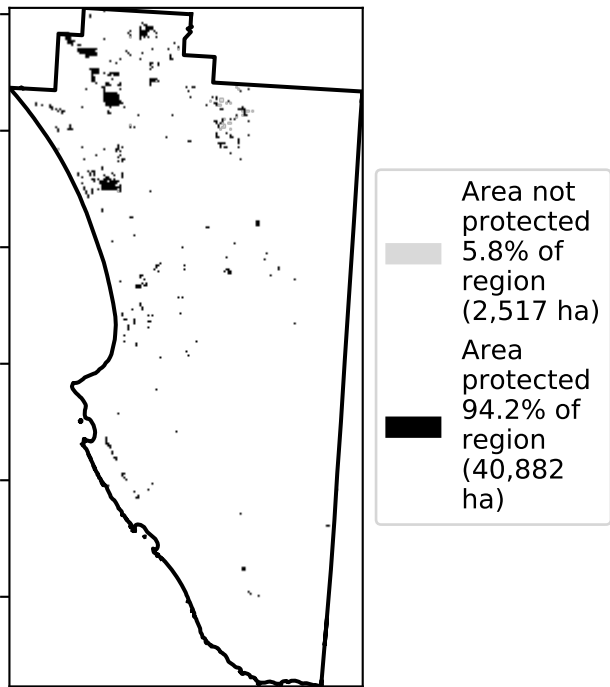 Area not
protected
5.8% of
region
(2,517 ha)
Area
protected
94.2% of
region
(40,882
ha)